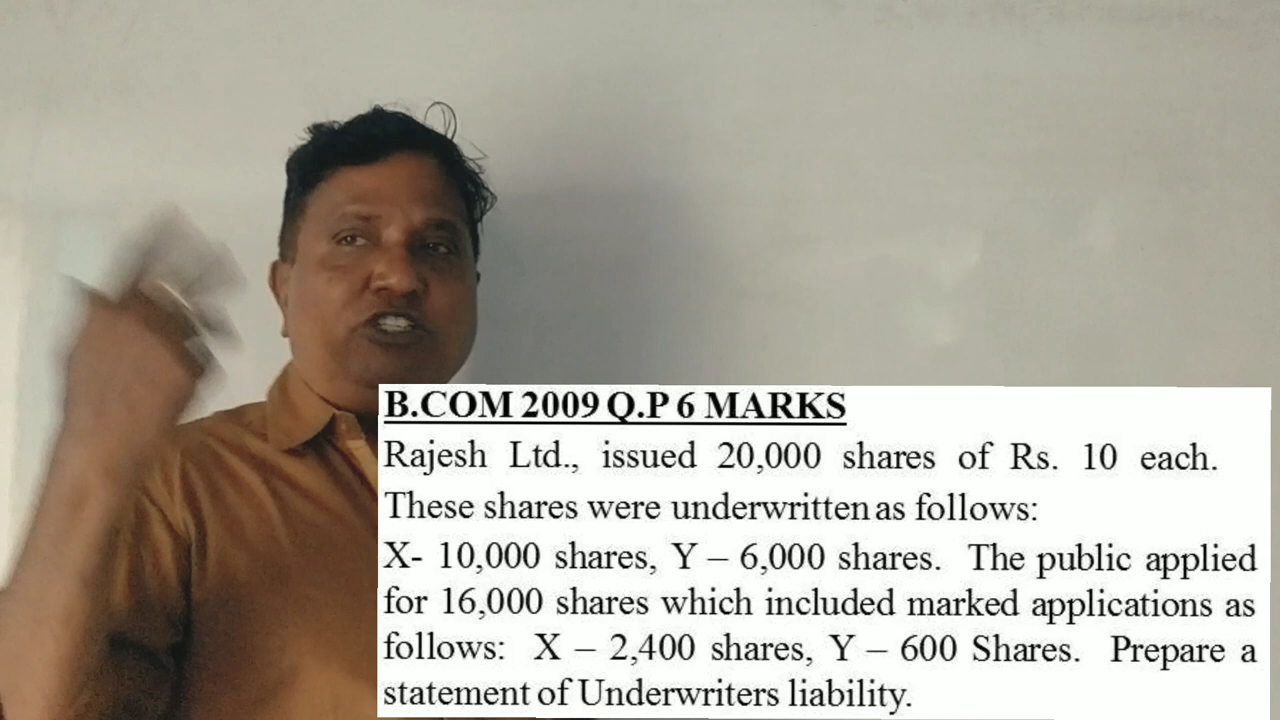 B.COM 2009 Q.P 6 MARKS
Rajesh Ltd., issued 20,000 shares of Rs. 10 each.
These shares were underwritten as follows:
X- 10,000 shares, Y – 6,000 shares. The public applied
for 16,000 shares which included marked applications as
follows: X – 2,400 shares, Y – 600 Shares. Prepare a
statement of Underwriters liability.